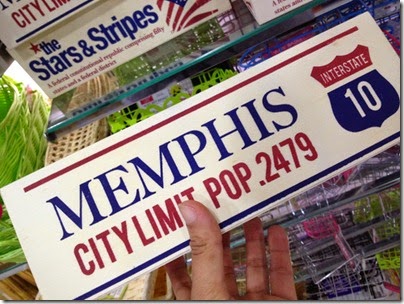 CITY LIMIT
the
Stars & Stripes
A federal constitutional republic comprising fifty
states and a federal district
MEMPHIS
CITY LIMIT POP.2479
INTERSTATE
10